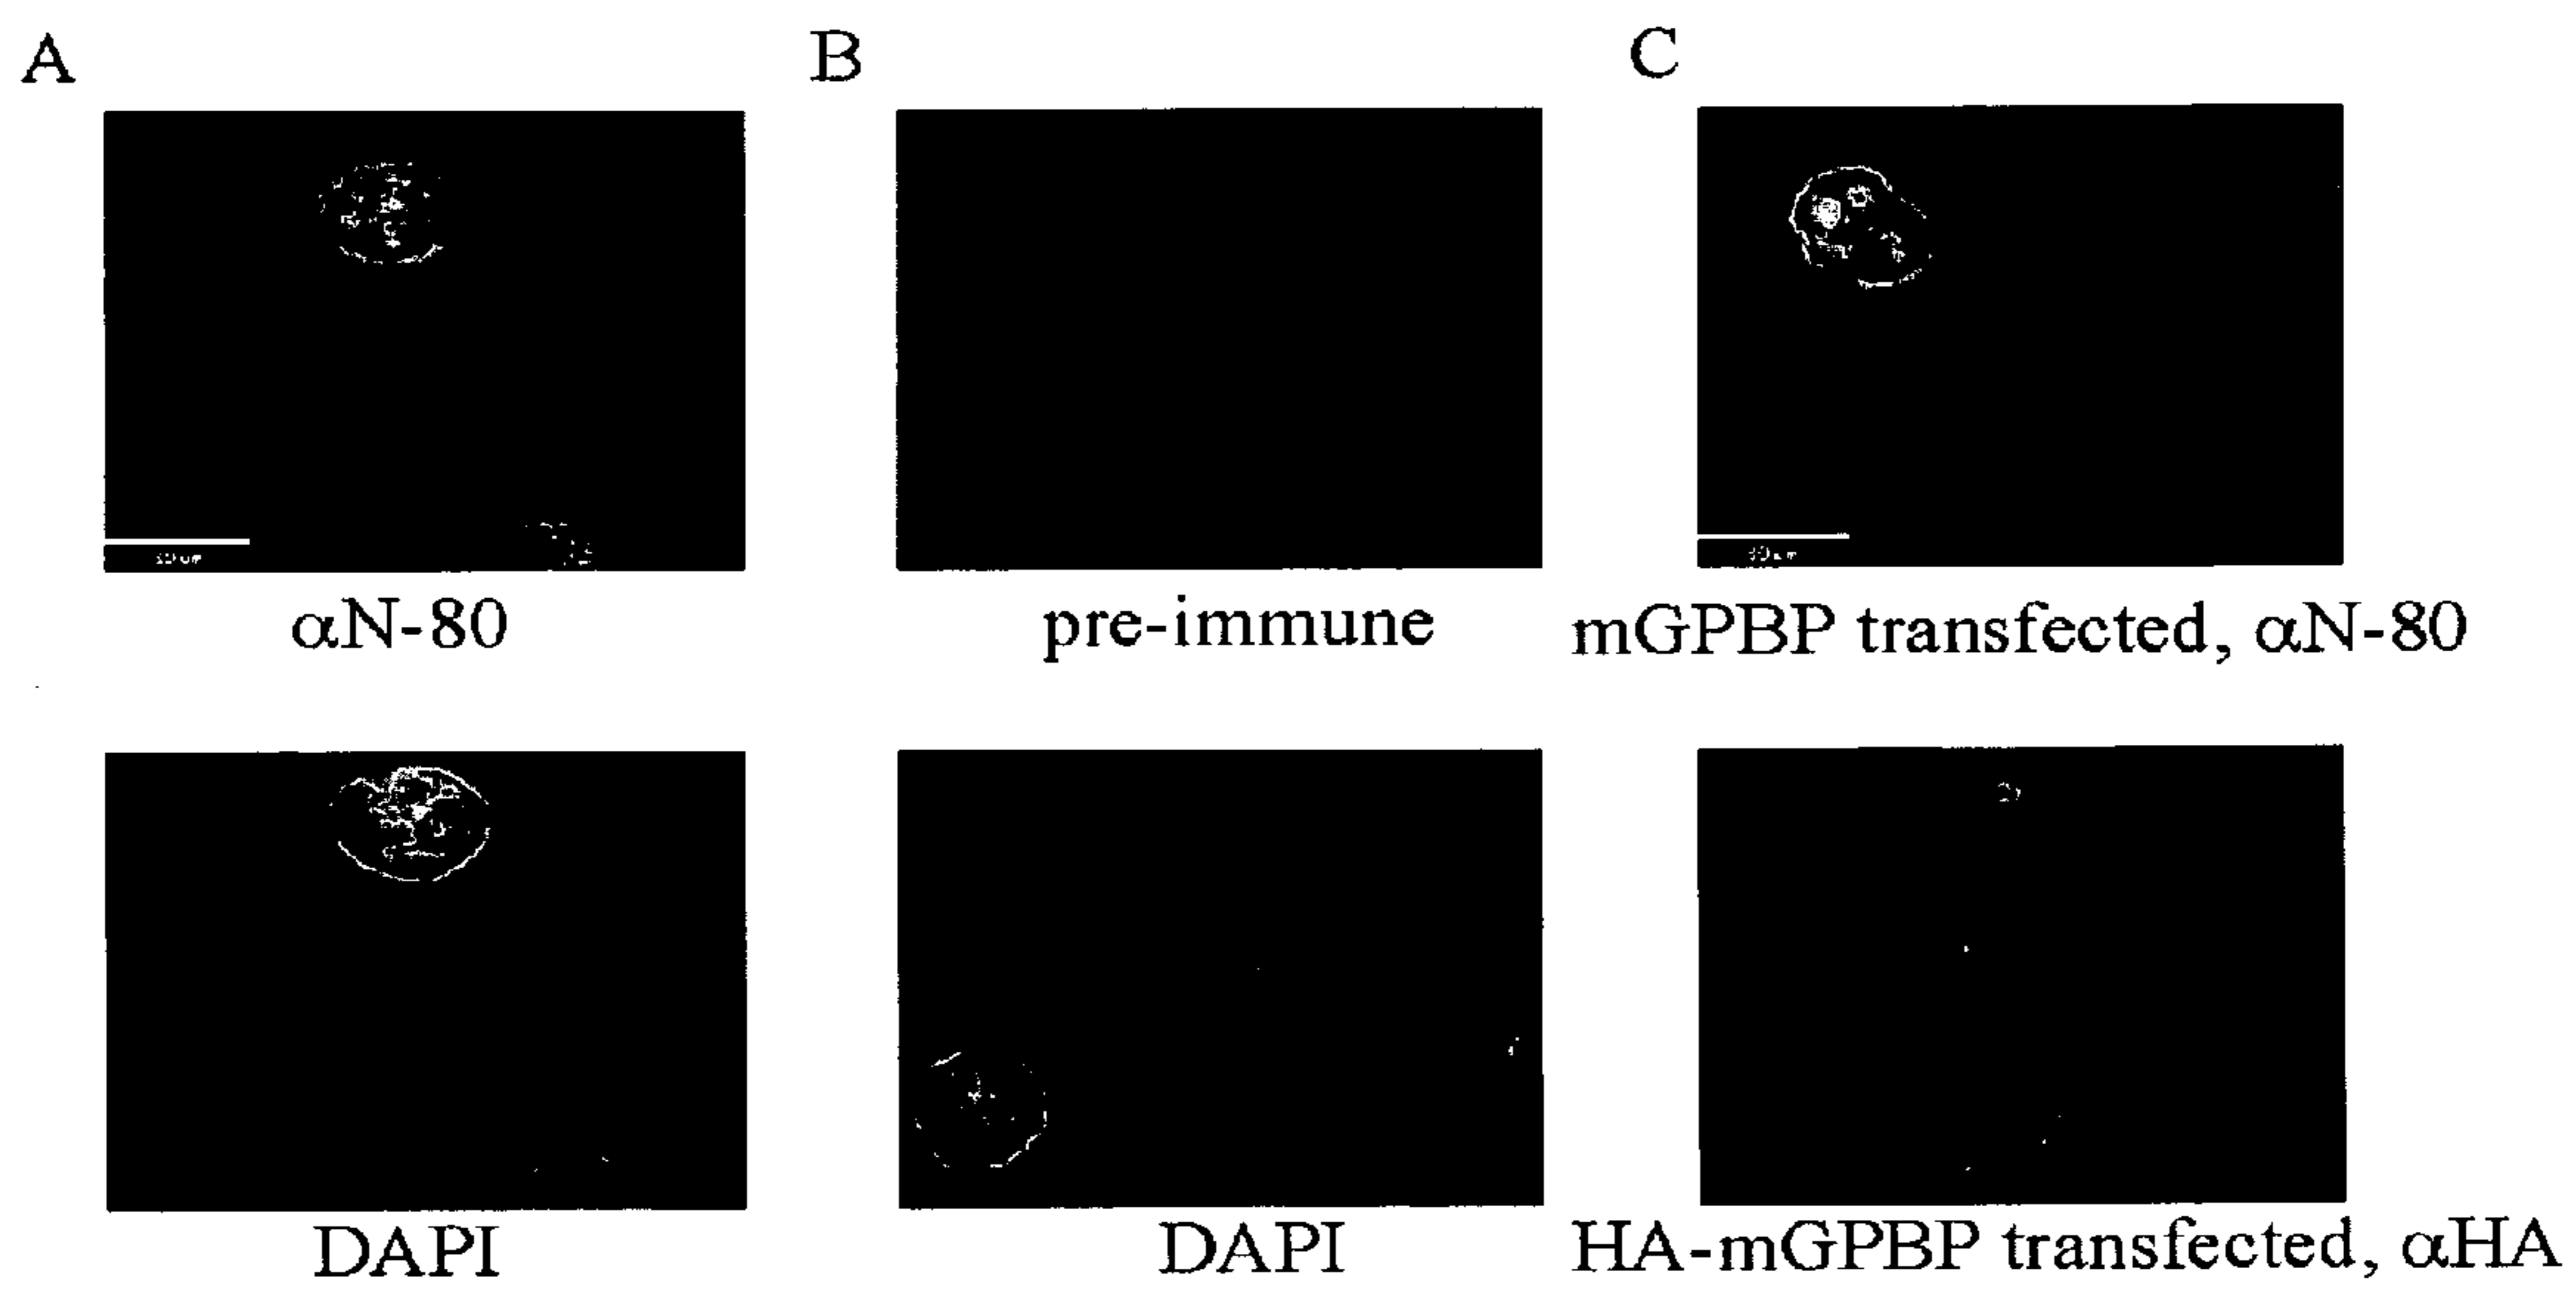 A B C
αN-80 pre-immune mGPBP transfected, αN-80
DAPI DAPI HA-mGPBP transfected, αHA